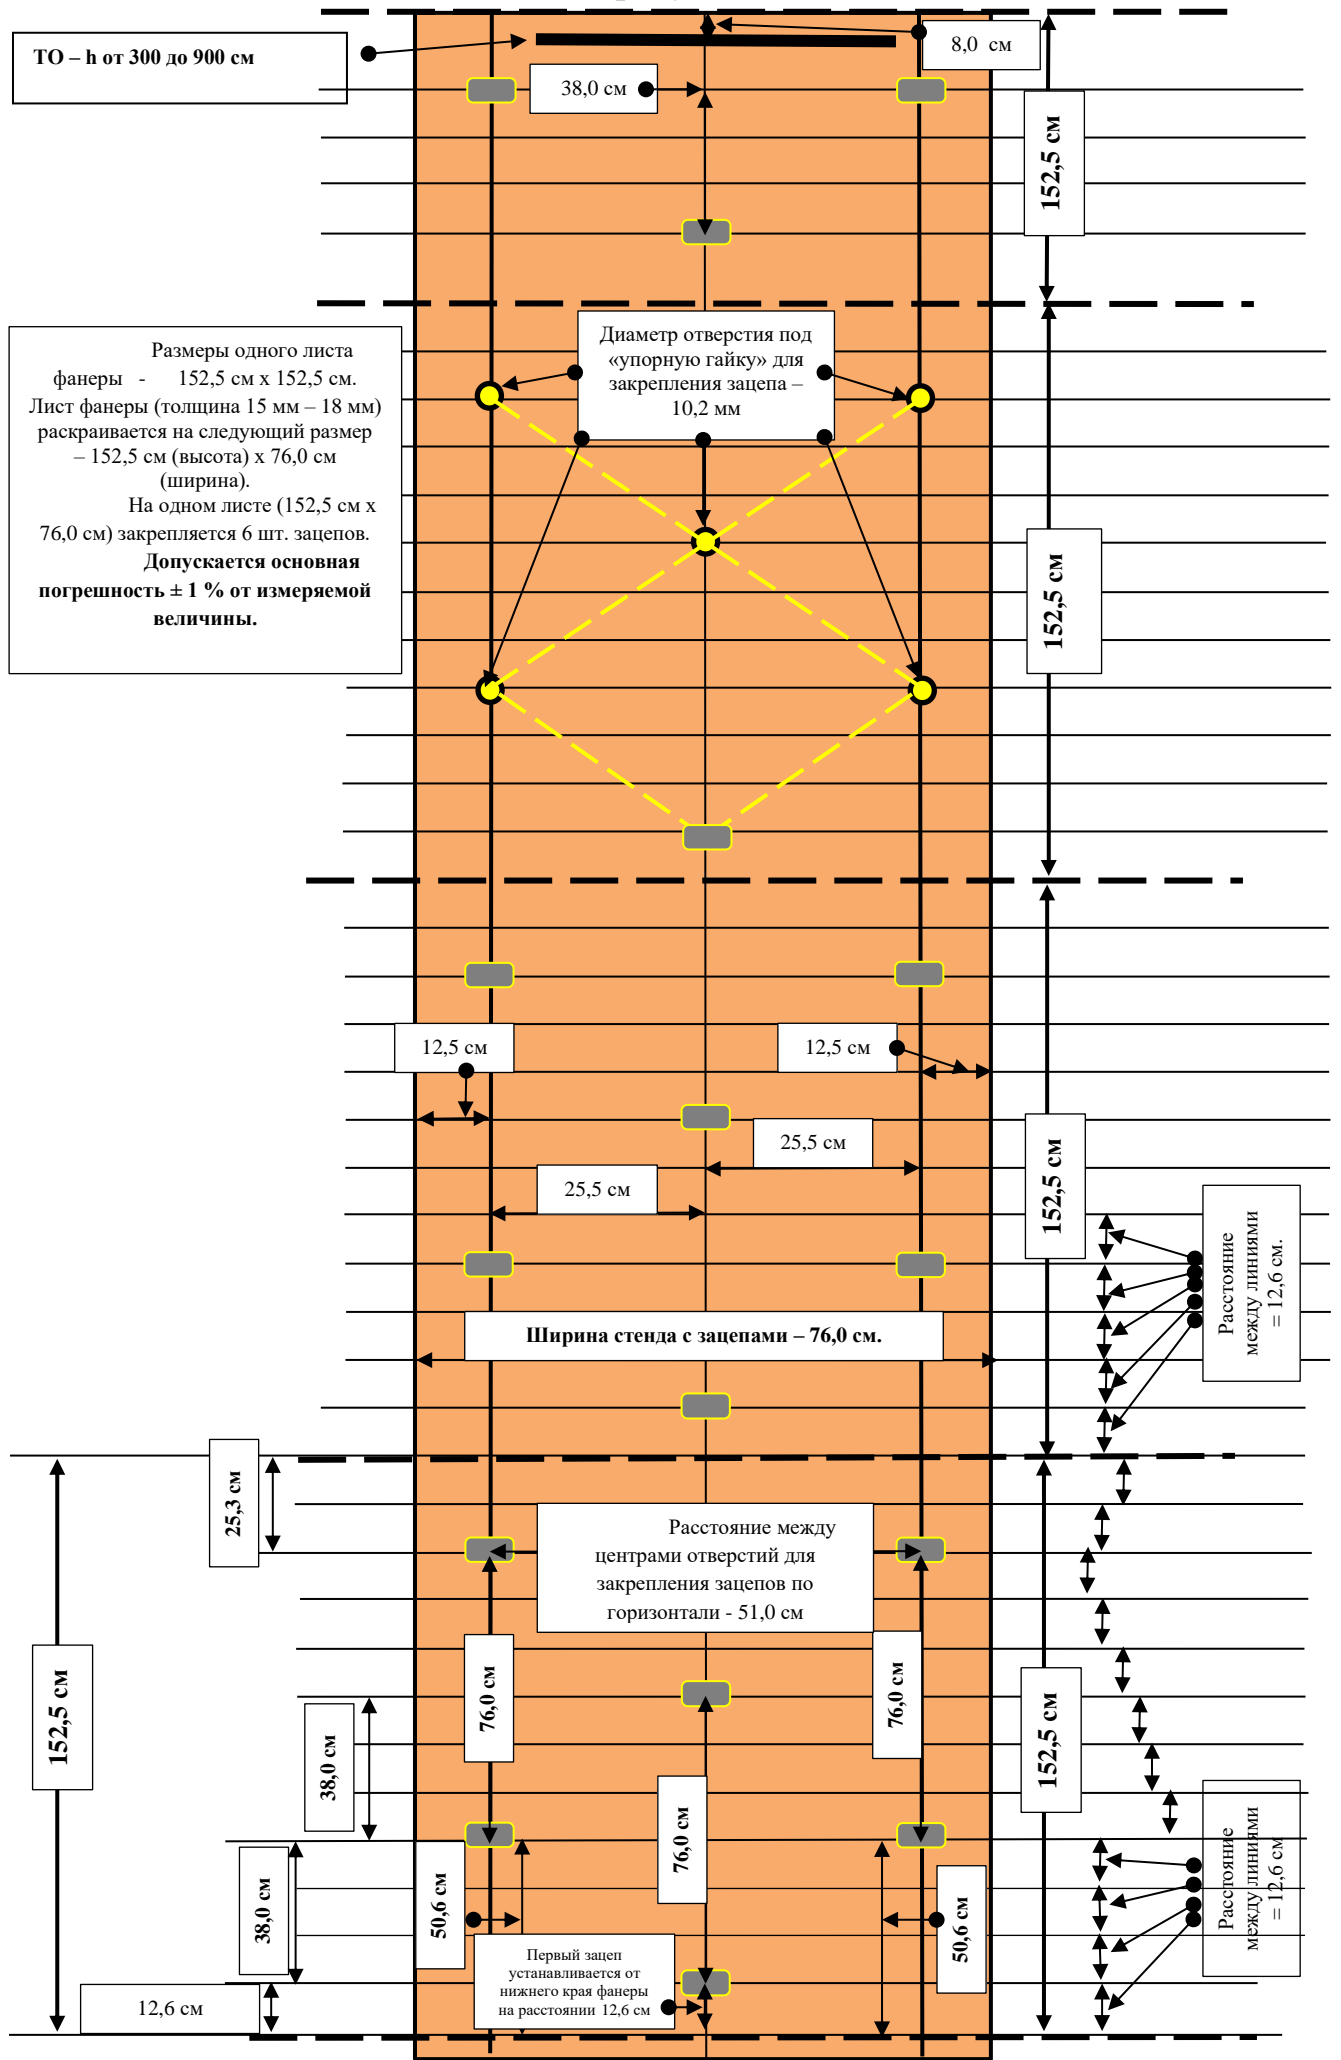 ТО – h от 300 до 900 см
8,0 см
38,0 см
152,5 см
Размеры одного листа
фанеры - 152,5 см х 152,5 см.
Лист фанеры (толщина 15 мм – 18 мм)
раскраивается на следующий размер
– 152,5 см (высота) х 76,0 см
(ширина).
На одном листе (152,5 см х
76,0 см) закрепляется 6 шт. зацепов.
Допускается основная
погрешность ± 1 % от измеряемой
величины.
Диаметр отверстия под
«упорную гайку» для
закрепления зацепа –
10,2 мм
152,5 см
12,5 см
12,5 см
25,5 см
25,5 см
152,5 см
Расстояние
между линиями
= 12,6 см.
Ширина стенда с зацепами – 76,0 см.
25,3 см
Расстояние между
центрами отверстий для
закрепления зацепов по
горизонтали - 51,0 см
152,5 см
76,0 см
76,0 см
152,5 см
38,0 см
76,0 см
Расстояние
между линиями
= 12,6 см
38,0 см
50,6 см
50,6 см
Первый зацеп
устанавливается от
нижнего края фанеры
на расстоянии 12,6 см
12,6 см